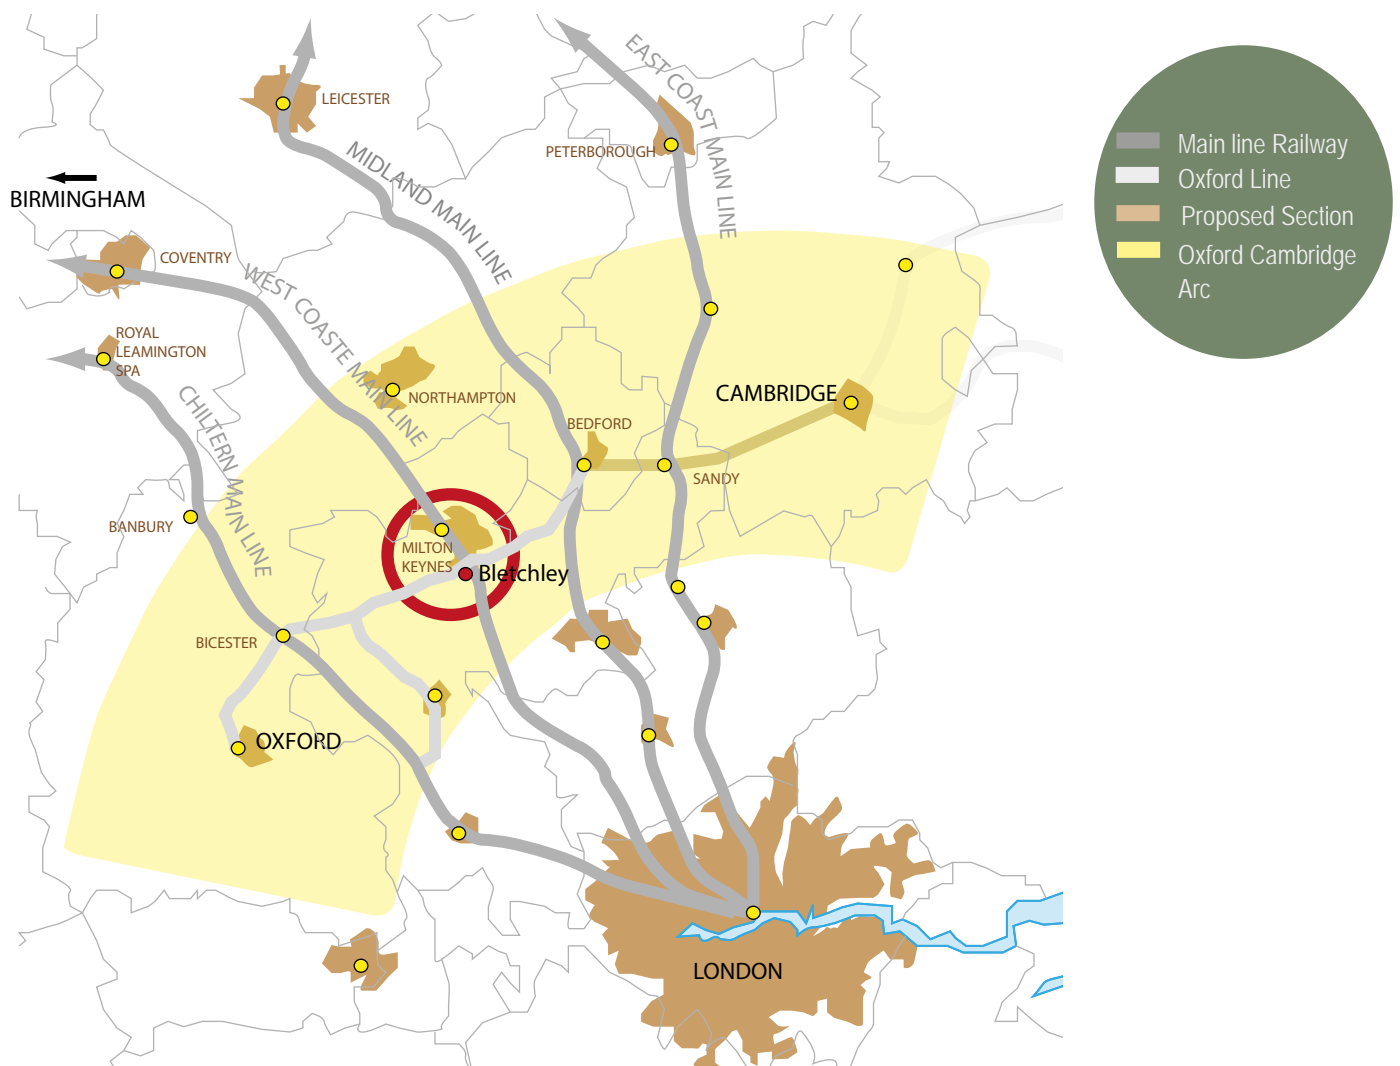 LEICESTER
EAST COAST MAIN LINE
PETERBOROUGH
MIDLAND MAIN LINE
BIRMINGHAM
COVENTRY
WEST COASTE MAIN LINE
ROYAL
LEAMINGTON
SPA
CHILTERN MAIN LINE
NORTHAMPTON
CAMBRIDGE
BEDFORD
SANDY
BANBURY
MILTON
KEYNES
Bletchley
BICESTER
OXFORD
LONDON
Main line Railway
Oxford Line
Proposed Section
Oxford Cambridge
Arc